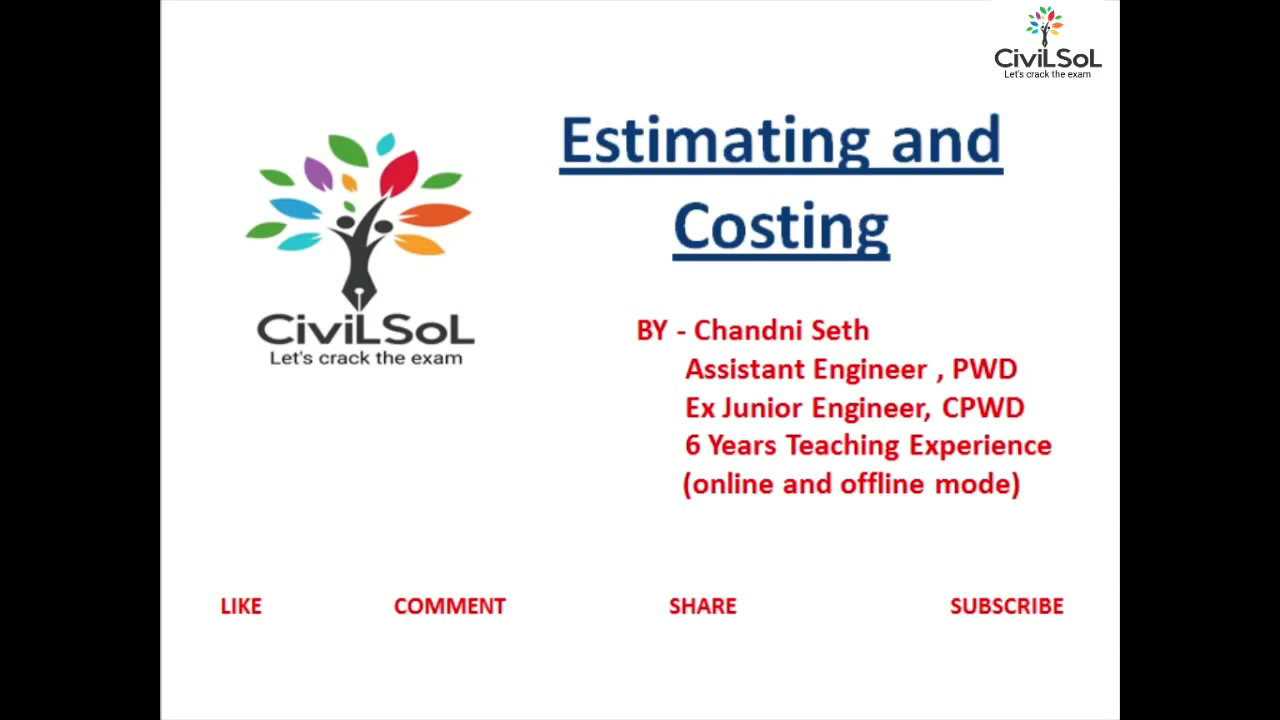 CiviLSoL
Let's crack the exam
Estimating and
Costing
CiviLSoL
Let's crack the exam
BY - Chandni Seth
Assistant Engineer , PWD
Ex Junior Engineer, CPWD
6 Years Teaching Experience
(online and offline mode)
LIKE COMMENT SHARE SUBSCRIBE